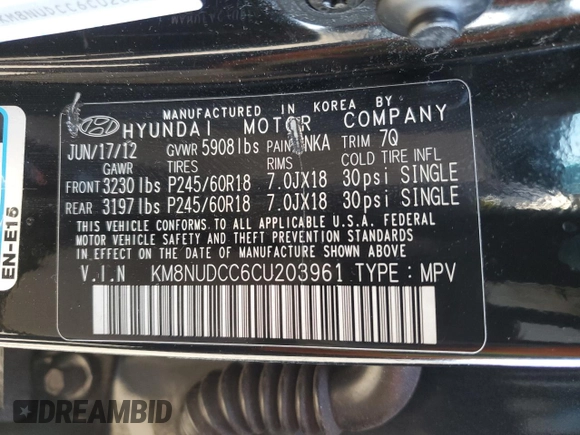 MANUFACTURED IN KOREA BY
HYUNDAI MOTOR COMPANY
JUN/17/12 GVWR 5908lbs PAINT NKA TRIM 7Q
GAWR TIRES RIMS COLD TIRE INFL
FRONT 3230lbs P245/60R18 7.0JX18 30psi SINGLE
REAR 3197lbs P245/60R18 7.0JX18 30psi SINGLE
THIS VEHICLE CONFORMS TO ALL APPLICABLE U.S.A. FEDERAL
MOTOR VEHICLE SAFETY AND THEFT PREVENTION STANDARDS
IN EFFECT ON THE DATE OF MANUFACTURE SHOWN ABOVE.
V.I.N KM8NUDCC6CU203961 TYPE : MPV
EN-E15
DREAMBID